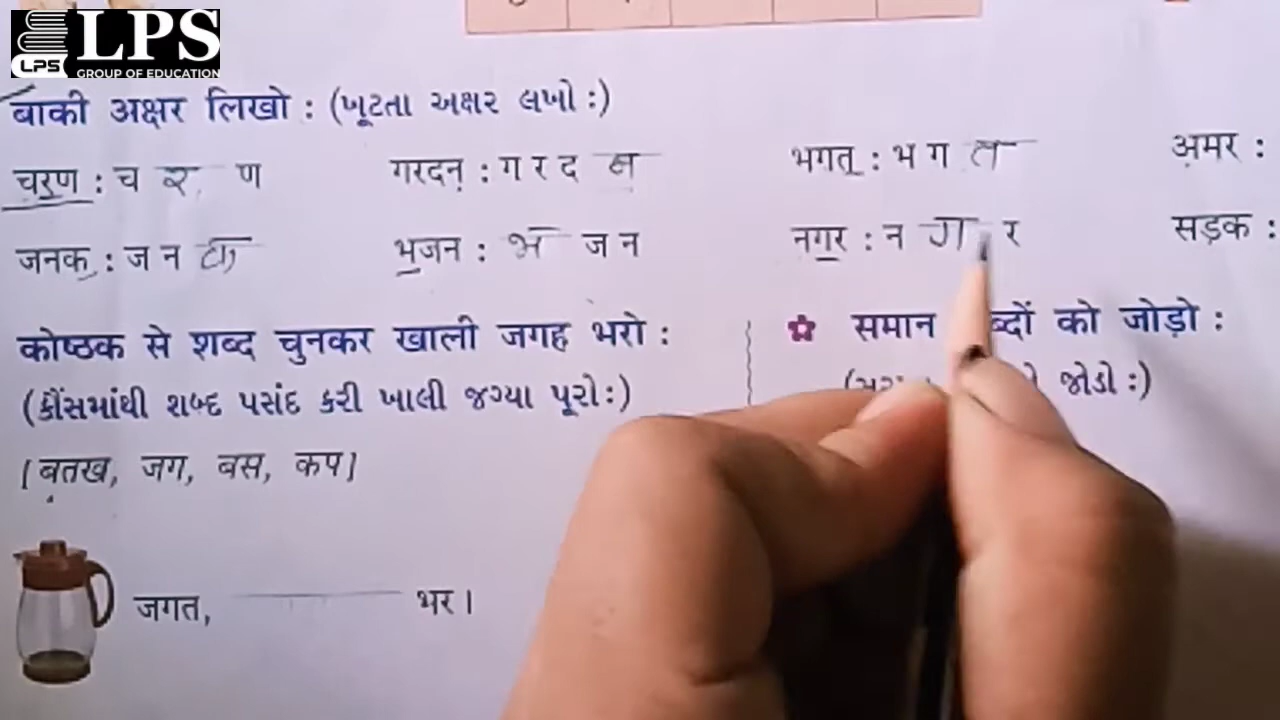 LPS
LPS
GROUP OF EDUCATION
बाकी अक्षर लिखो : (ખૂટતા અક્ષર લખો :)
चरण : च र ण गरदन : ग र द न भगत : भ ग त अमर :
जनक : ज न क भजन : भ ज न नगर : न ग र सड़क :
कोष्ठक से शब्द चुनकर खाली जगह भरो :
(કૌંસમાંથી શબ્દ પસંદ કરી ખાલી જગ્યા પૂરો :)
[बतख, जग, बस, कप]
जगत, भर।
समान को जोड़ो :
જોડો :)